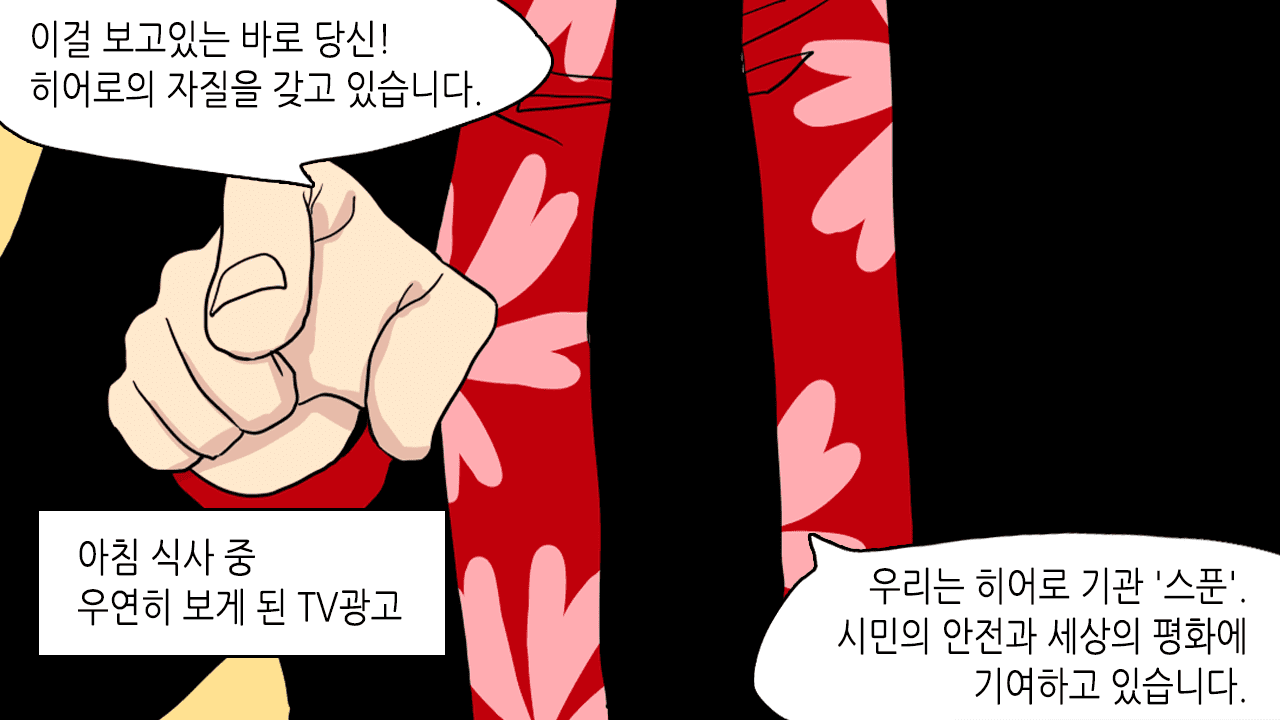 이걸 보고있는 바로 당신!
히어로의 자질을 갖고 있습니다.
아침 식사 중
우연히 보게 된 TV광고
우리는 히어로 기관 '스푼'.
시민의 안전과 세상의 평화에
기여하고 있습니다.